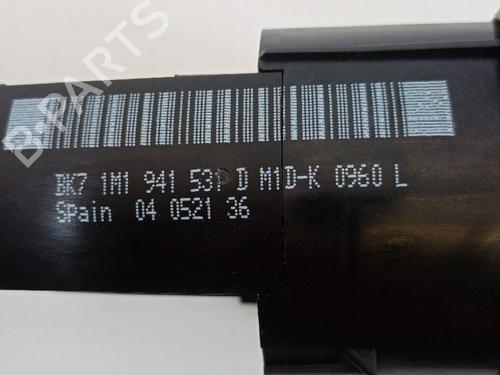 B-PARTS
BK7 1M1 941 531 D M1D-K 0960 L
Spain 04 0521 36